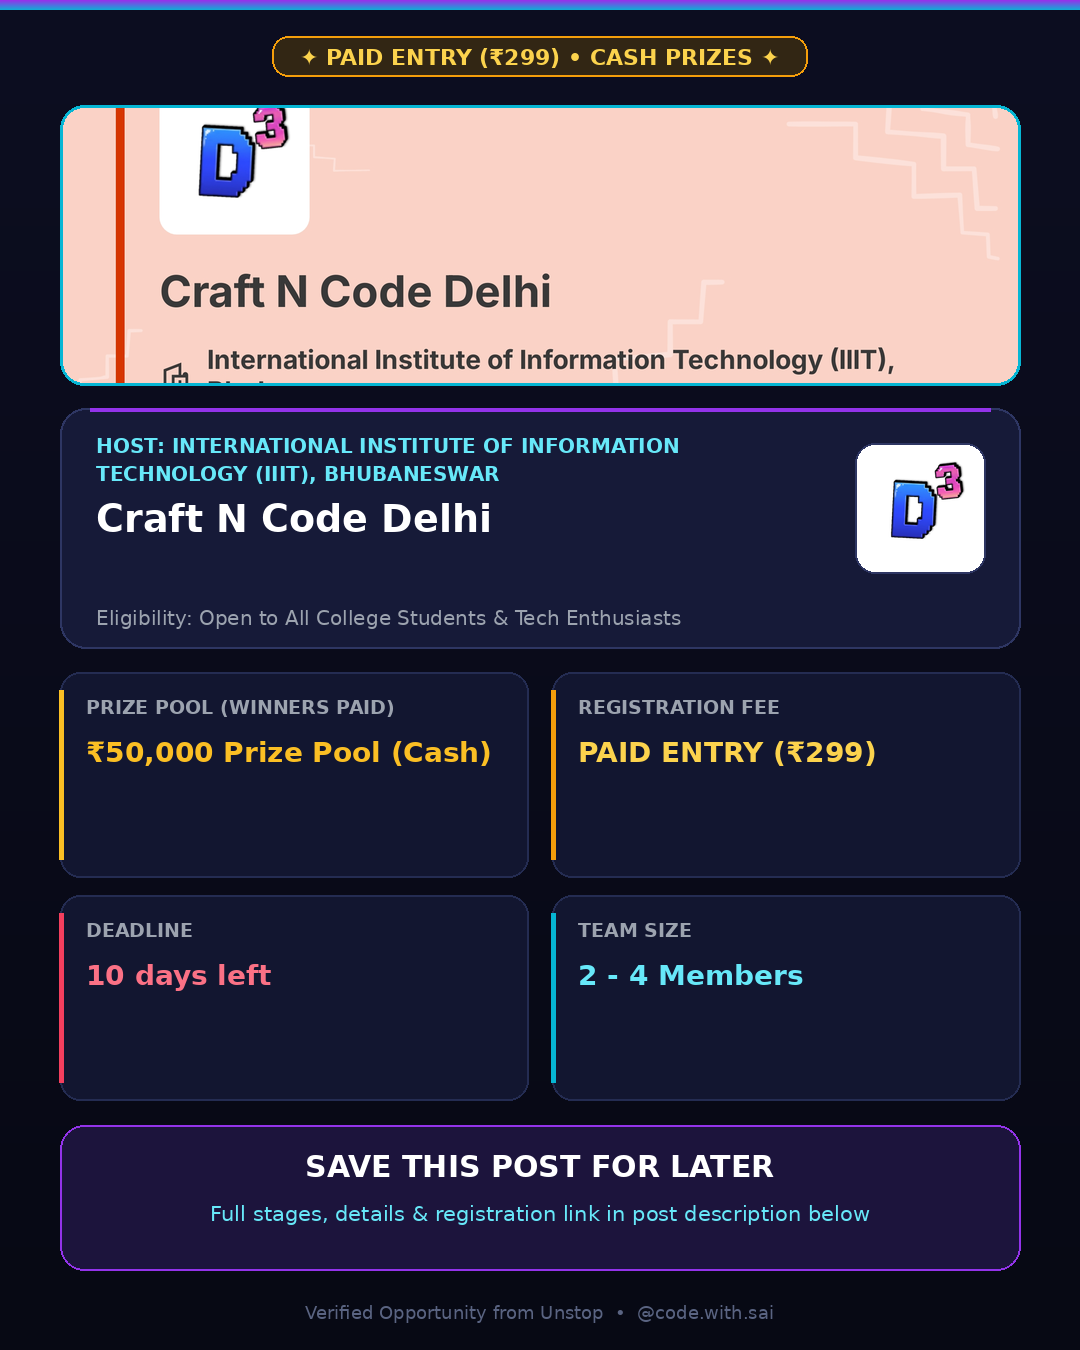 ✦ PAID ENTRY (₹299) • CASH PRIZES ✦
D3
Craft N Code Delhi
International Institute of Information Technology (IIIT),
HOST: INTERNATIONAL INSTITUTE OF INFORMATION
TECHNOLOGY (IIIT), BHUBANESWAR
Craft N Code Delhi
D3
Eligibility: Open to All College Students & Tech Enthusiasts
PRIZE POOL (WINNERS PAID)
₹50,000 Prize Pool (Cash)
REGISTRATION FEE
PAID ENTRY (₹299)
DEADLINE
10 days left
TEAM SIZE
2 - 4 Members
SAVE THIS POST FOR LATER
Full stages, details & registration link in post description below
Verified Opportunity from Unstop • @code.with.sai